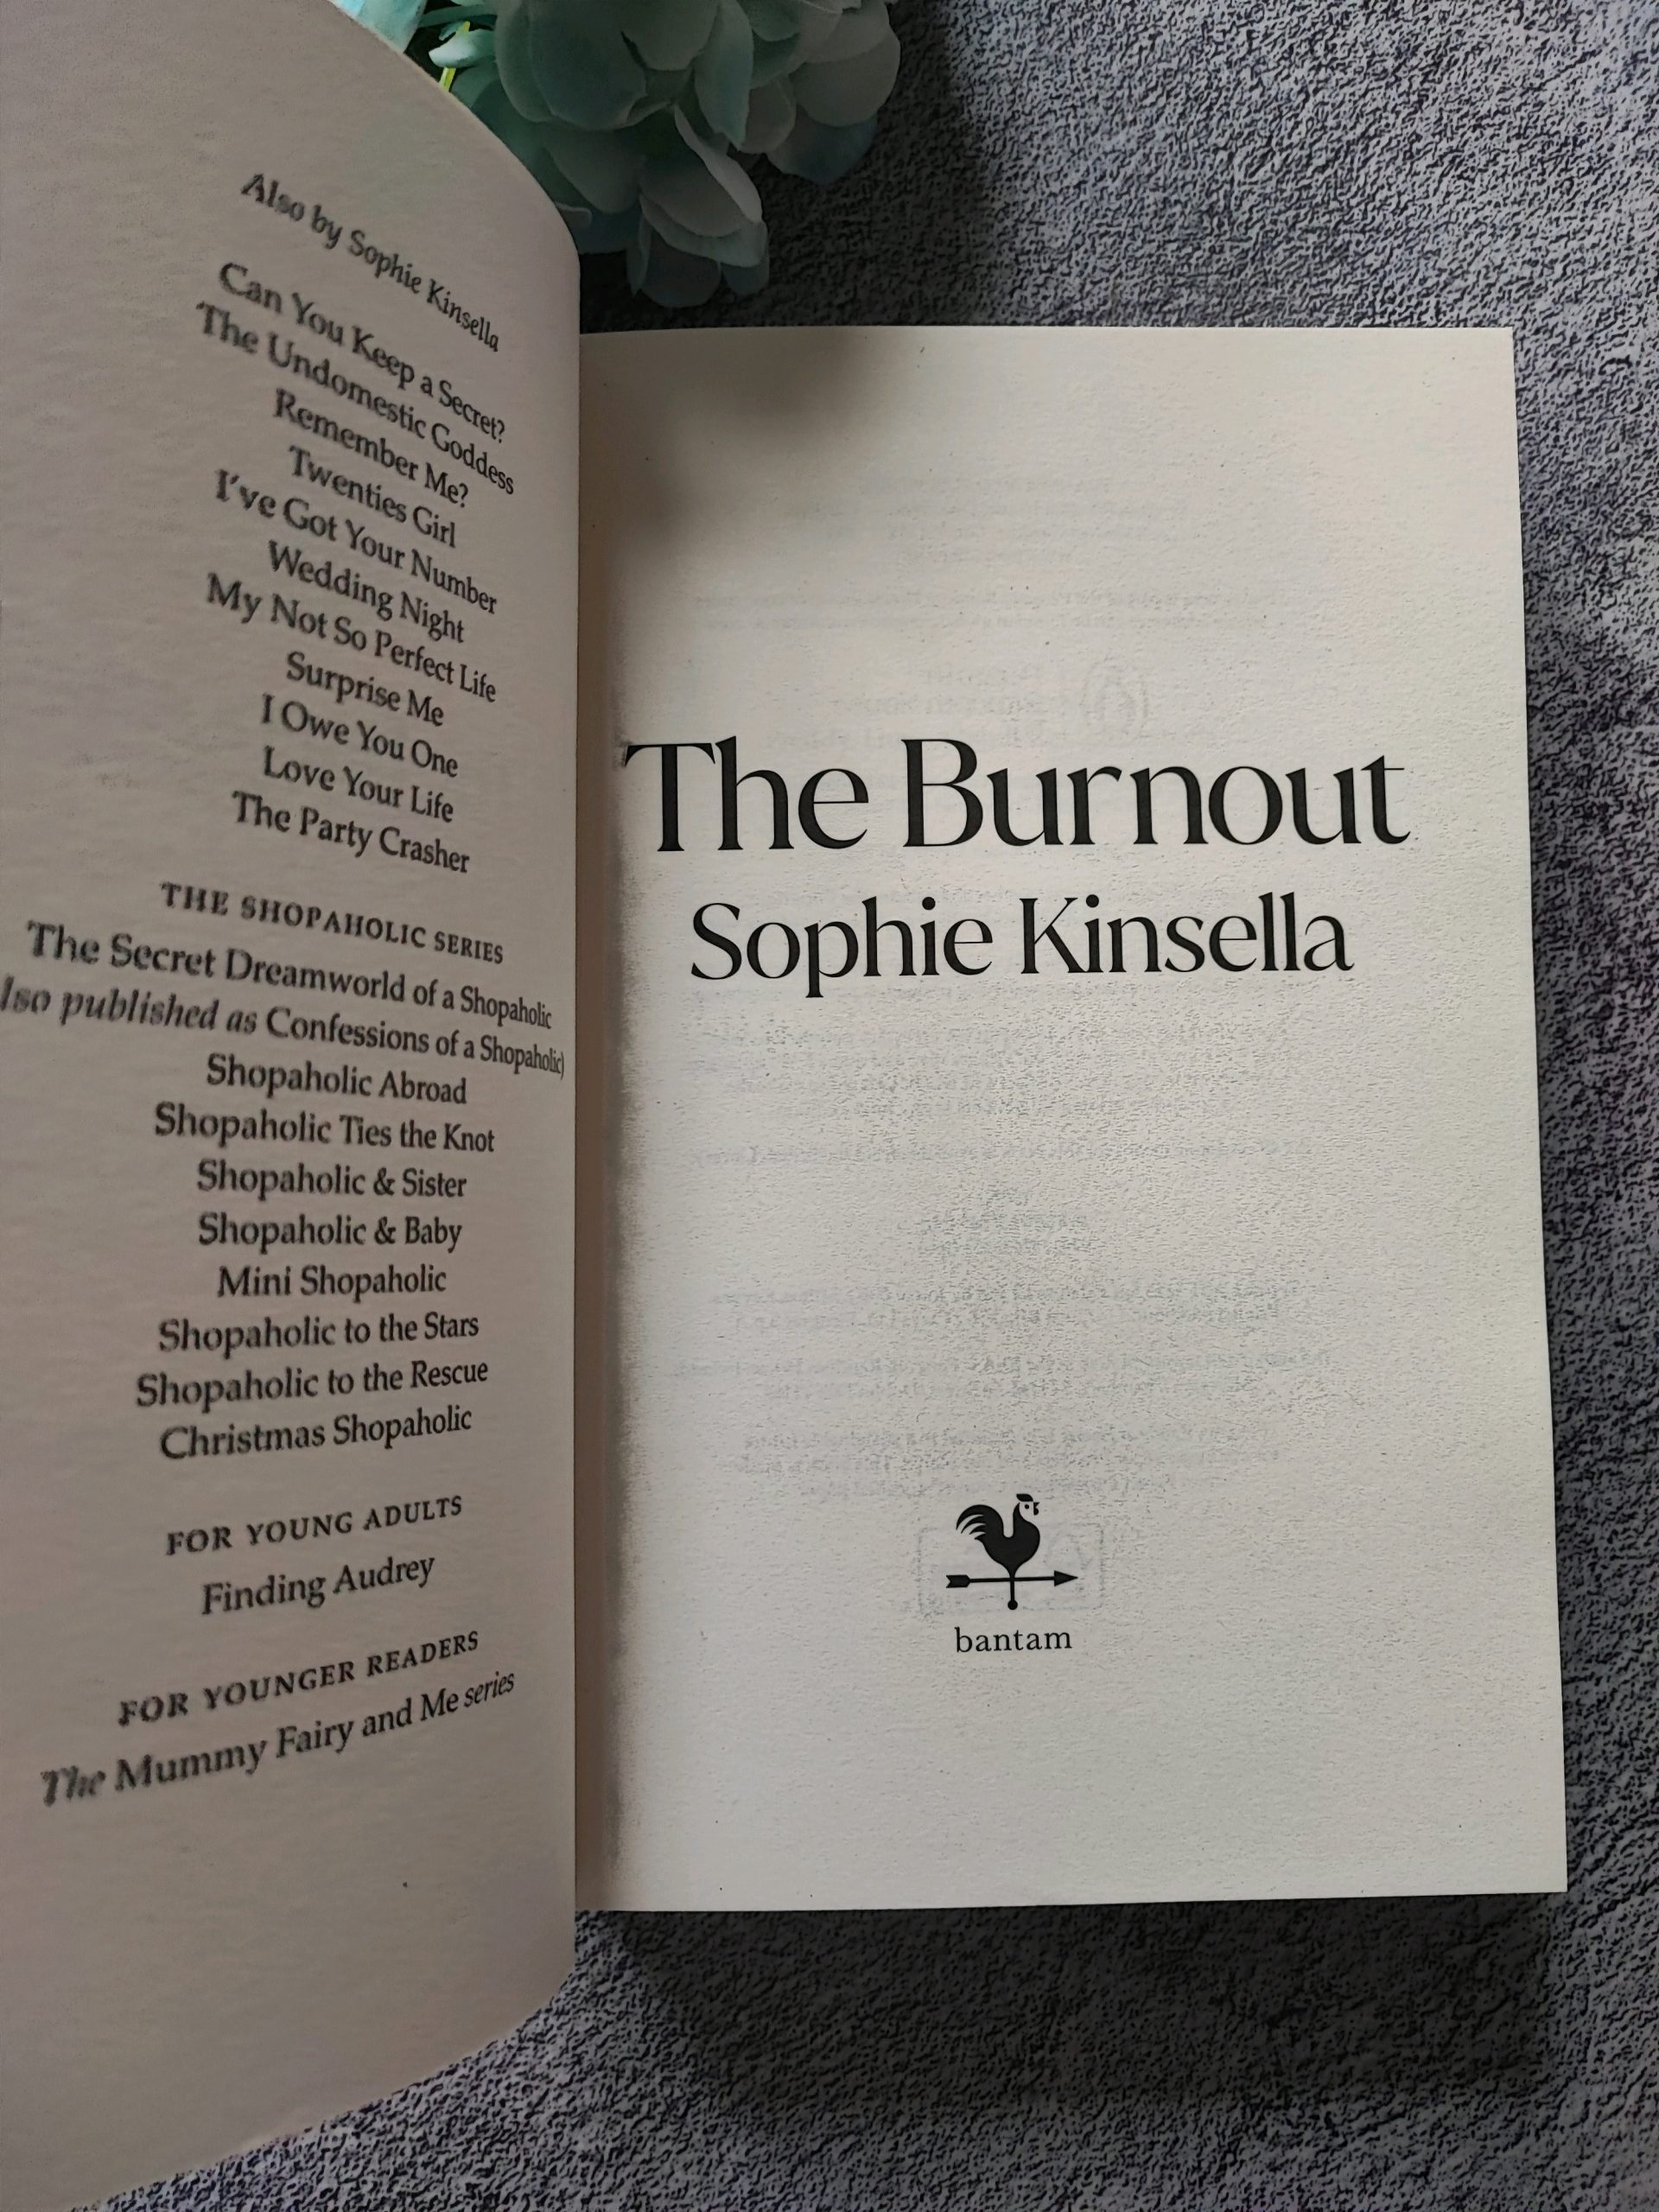 Also by Sophie Kinsella
Can You Keep a Secret?
The Undomestic Goddess
Remember Me?
Twenties Girl
I've Got Your Number
Wedding Night
My Not So Perfect Life
Surprise Me
I Owe You One
Love Your Life
The Party Crasher
THE SHOPAHOLIC SERIES
The Secret Dreamworld of a Shopaholic
lso published as Confessions of a Shopaholic)
Shopaholic Abroad
Shopaholic Ties the Knot
Shopaholic & Sister
Shopaholic & Baby
Mini Shopaholic
Shopaholic to the Stars
Shopaholic to the Rescue
Christmas Shopaholic
FOR YOUNG ADULTS
Finding Audrey
FOR YOUNGER READERS
The Mummy Fairy and Me series
The Burnout
Sophie Kinsella
bantam